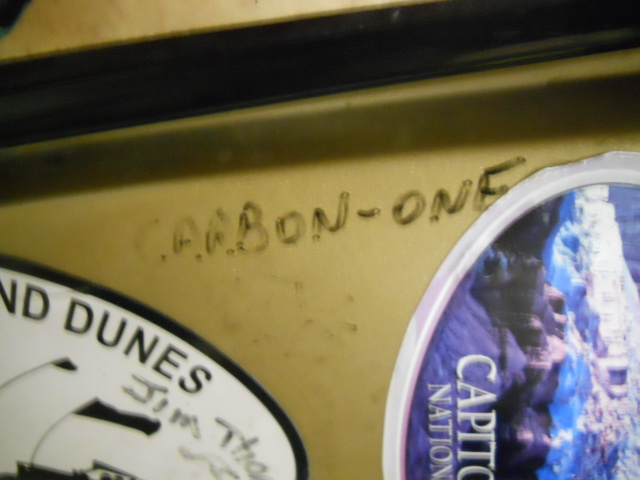 CARBON-ONE
ND DUNES
Jim Tho
CAPITO
NATION